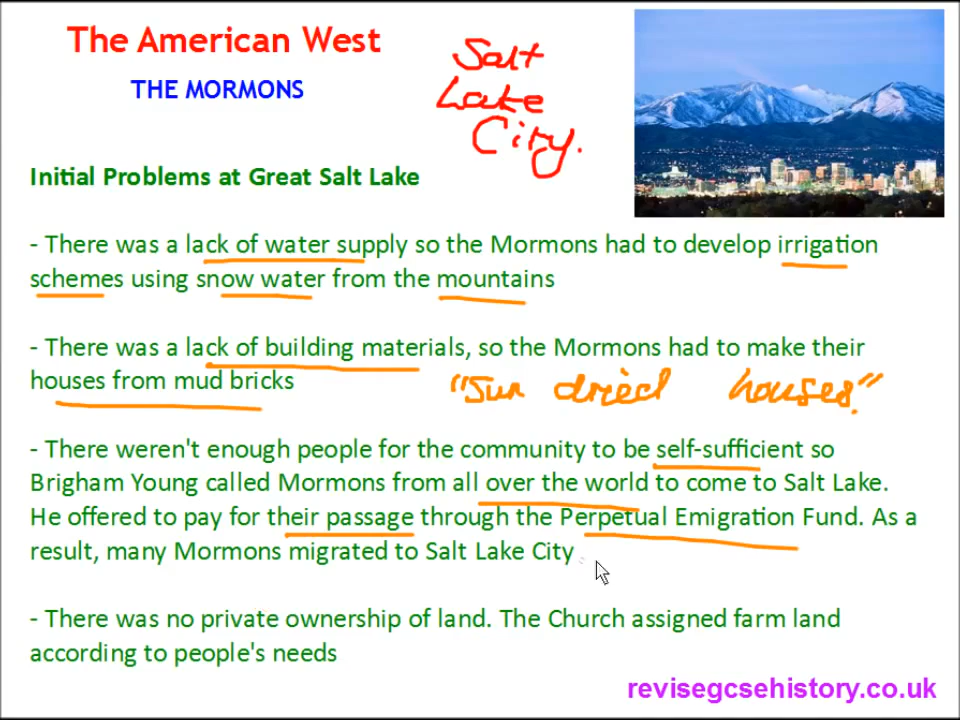 The American West
THE MORMONS
Salt
Lake
City.
Initial Problems at Great Salt Lake
- There was a lack of water supply so the Mormons had to develop irrigation
schemes using snow water from the mountains
- There was a lack of building materials, so the Mormons had to make their
houses from mud bricks
"Sun dried houses."
- There weren't enough people for the community to be self-sufficient so
Brigham Young called Mormons from all over the world to come to Salt Lake.
He offered to pay for their passage through the Perpetual Emigration Fund. As a
result, many Mormons migrated to Salt Lake City
- There was no private ownership of land. The Church assigned farm land
according to people's needs
revisegcsehistory.co.uk